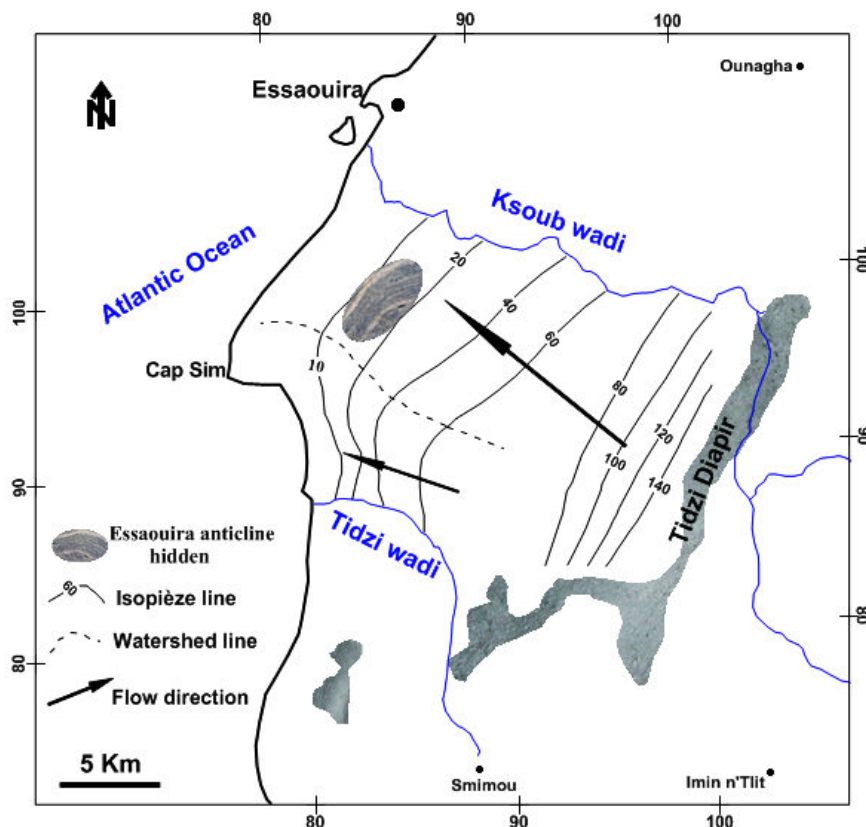 80
90
100
Ounagha
Essaouira
N
Ksoub wadi
Atlantic Ocean
100
20
100
40
60
Cap Sim
10
80
120
90
100
140
Tidzi Diapir
90
Essaouira anticline
hidden
Tidzi wadi
60
Isopièze line
Watershed line
80
80
Flow direction
5 Km
Smimou
Imin n'Tlit
80
90
100